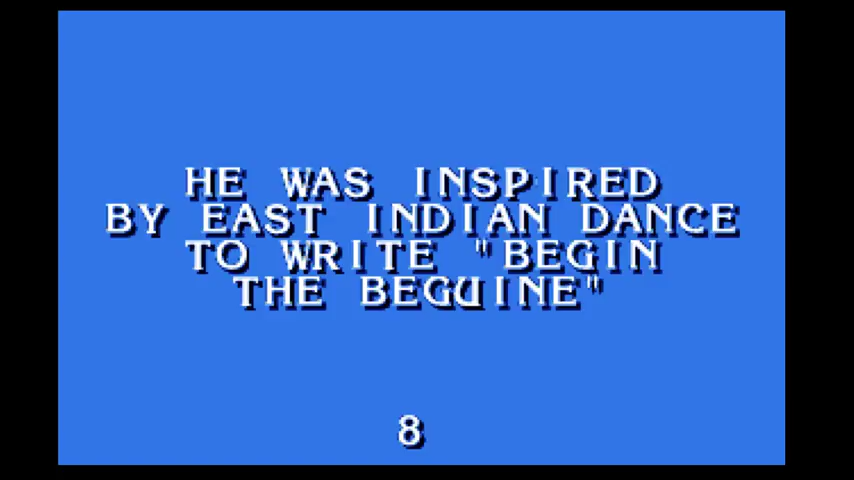 HE WAS INSPIRED
BY EAST INDIAN DANCE
TO WRITE "BEGIN
THE BEGUINE"
8